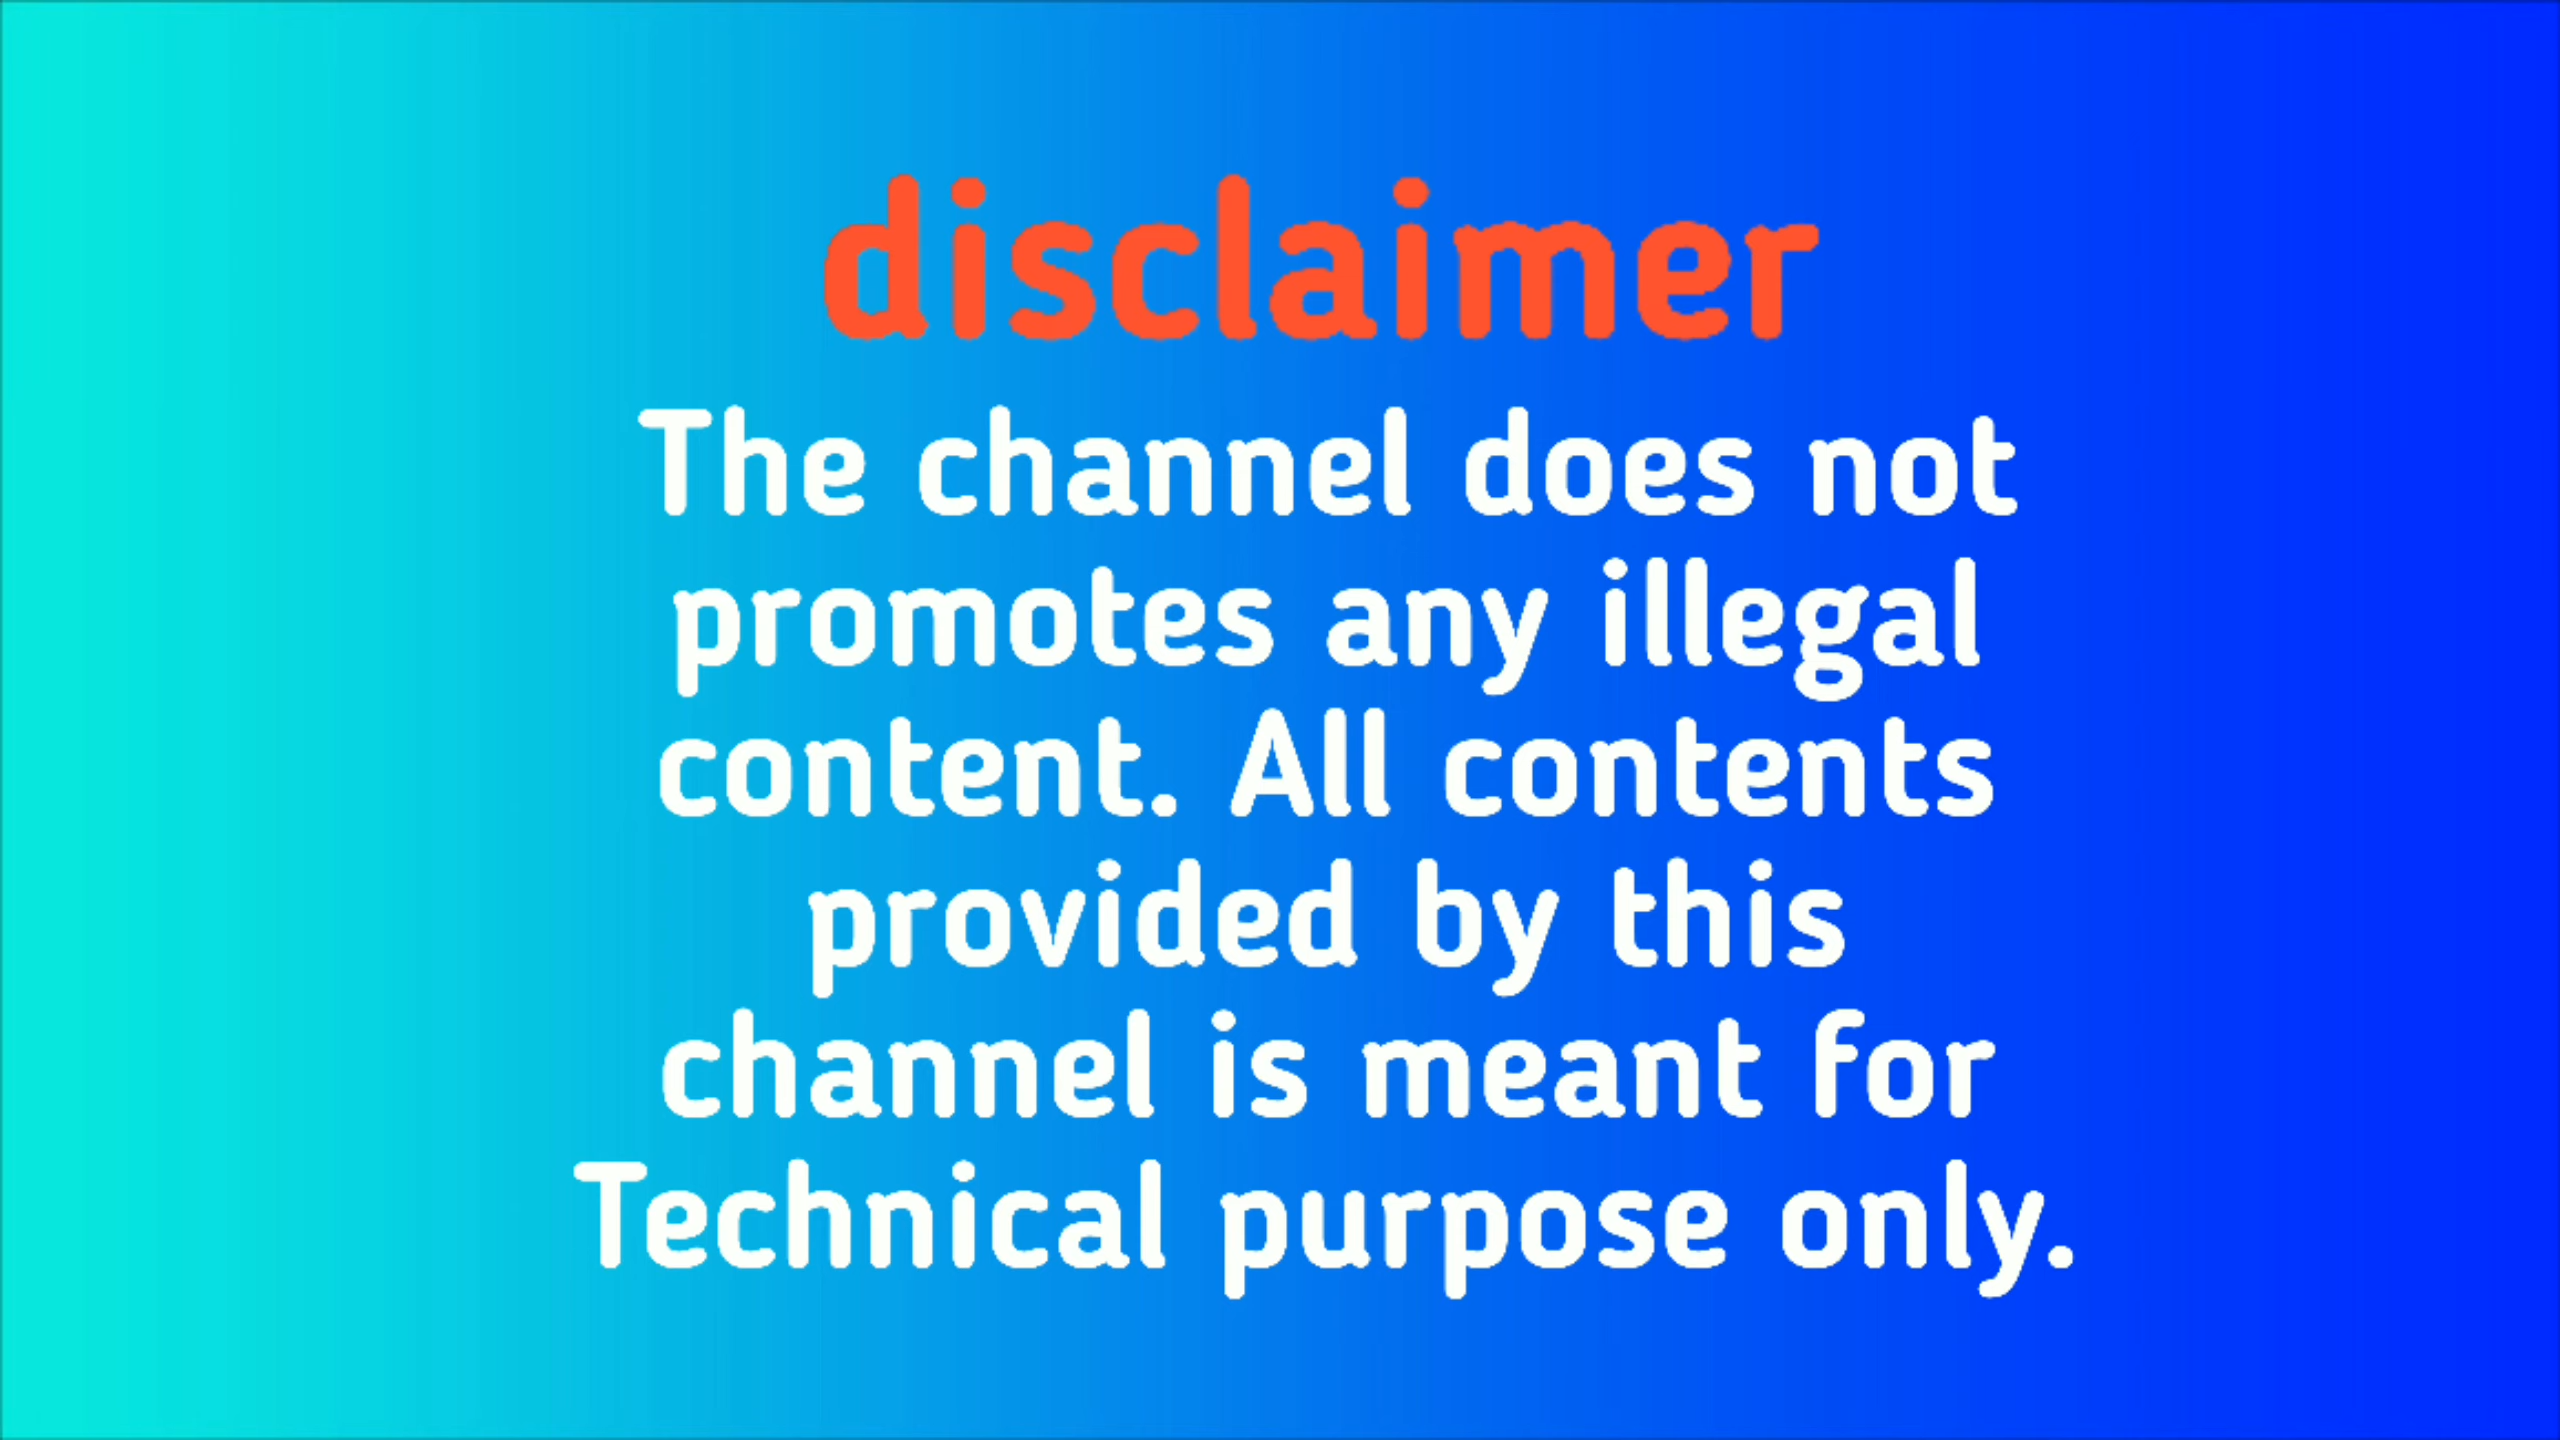 disclaimer
The channel does not
promotes any illegal
content. All contents
provided by this
channel is meant for
Technical purpose only.